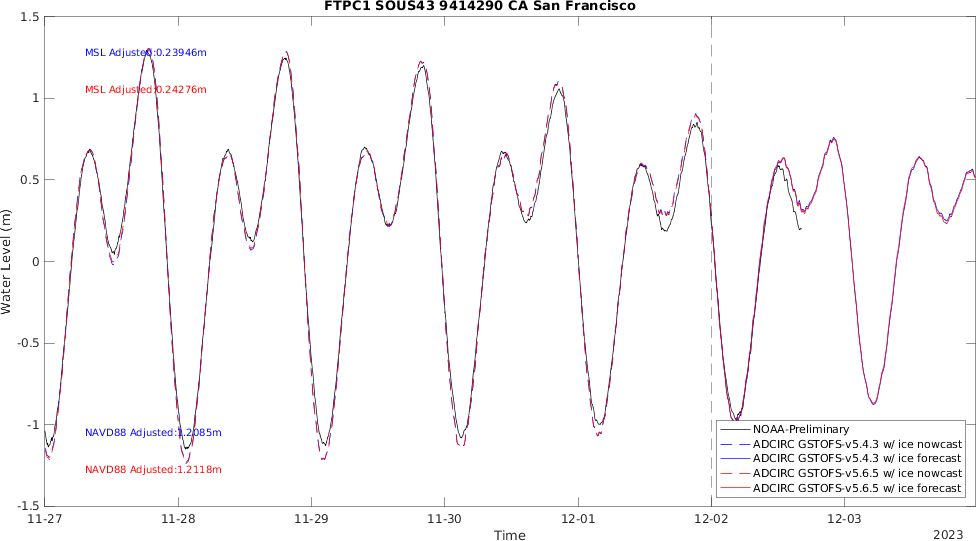 FTPC1 SOUS43 9414290 CA San Francisco
1.5
MSL Adjusted:0.23946m
1
MSL Adjusted:0.24276m
0.5
Water Level (m)
0
-0.5
-1
NAVD88 Adjusted:1.2085m
NAVD88 Adjusted:1.2118m
-1.5
NOAA-Preliminary
ADCIRC GSTOFS-v5.4.3 w/ ice nowcast
ADCIRC GSTOFS-v5.4.3 w/ ice forecast
ADCIRC GSTOFS-v5.6.5 w/ ice nowcast
ADCIRC GSTOFS-v5.6.5 w/ ice forecast
11-27 11-28 11-29 11-30 12-01 12-02 12-03
Time
2023